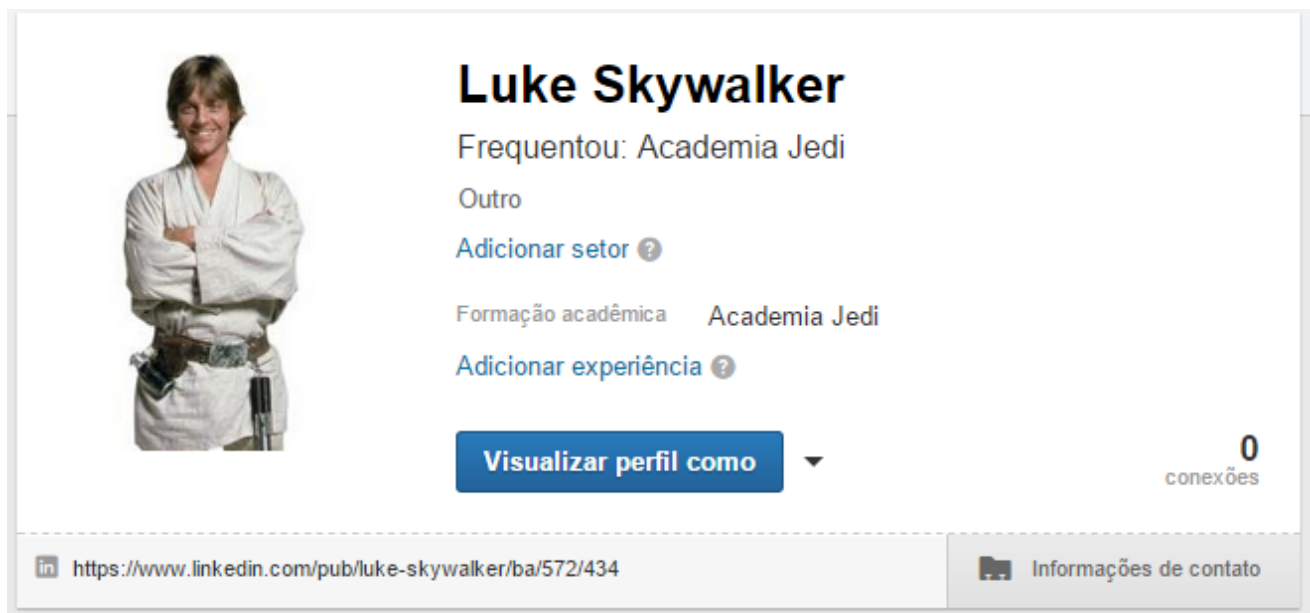 Luke Skywalker
Frequentou: Academia Jedi
Outro
Adicionar setor ?
Formação acadêmica Academia Jedi
Adicionar experiência ?
Visualizar perfil como
0
conexões
in https://www.linkedin.com/pub/luke-skywalker/ba/572/434
Informações de contato